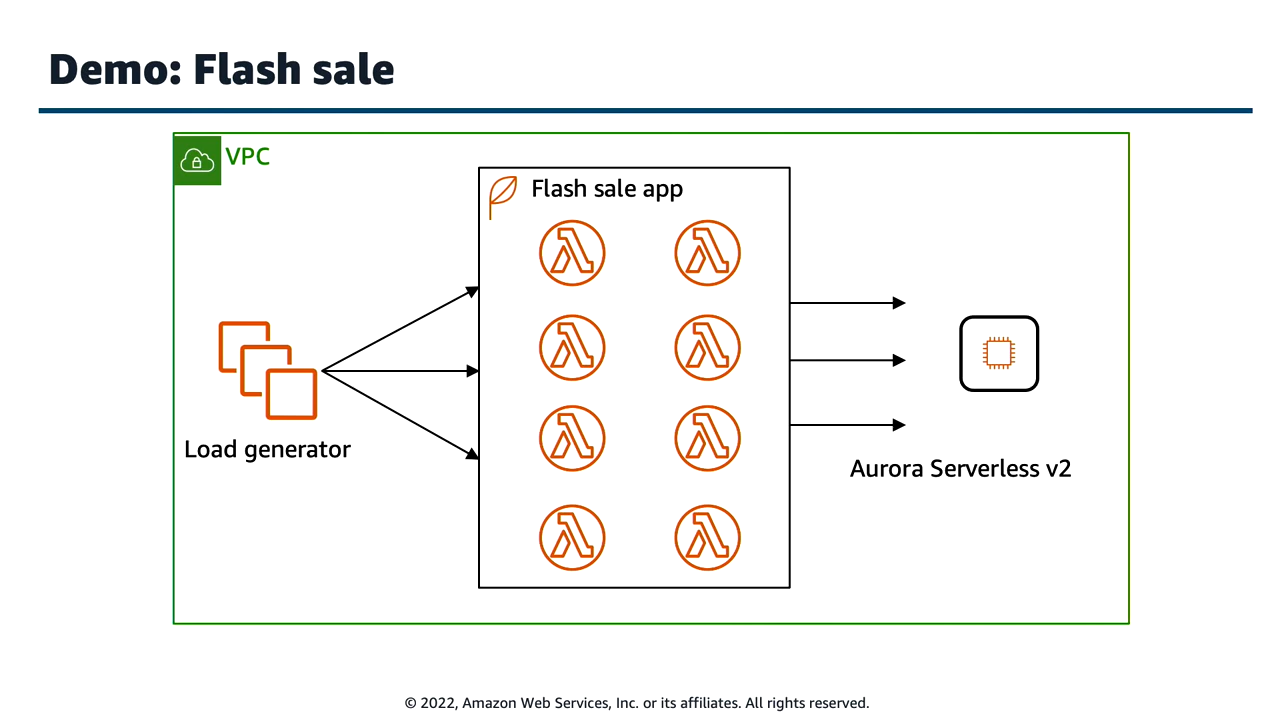 Demo: Flash sale
VPC
Flash sale app
Load generator
Aurora Serverless v2
© 2022, Amazon Web Services, Inc. or its affiliates. All rights reserved.